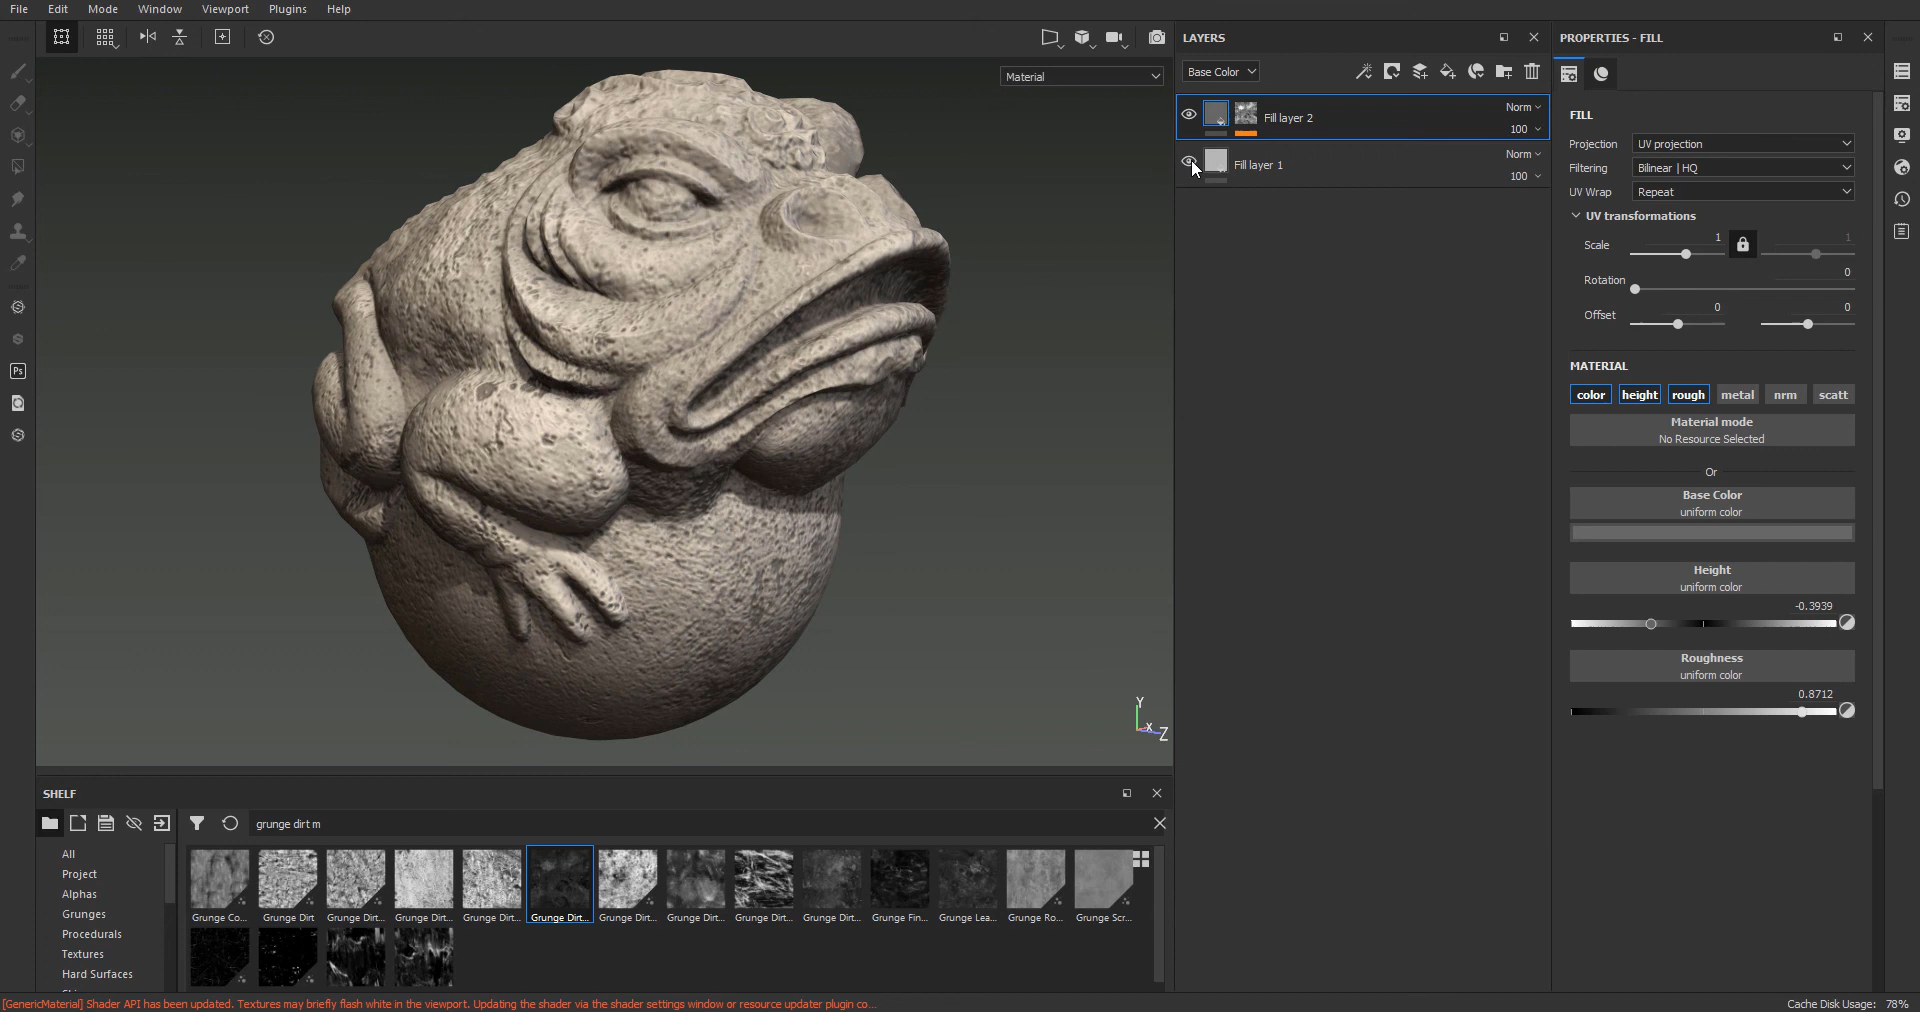 File Edit Mode Window Viewport Plugins Help
Material
LAYERS
Base Color
Fill layer 2
Norm
100
Fill layer 1
Norm
100
PROPERTIES - FILL
FILL
Projection UV projection
Filtering Bilinear | HQ
UV Wrap Repeat
UV transformations
Scale 1 1
Rotation 0
Offset 0 0
MATERIAL
color height rough metal nrm scatt
Material mode
No Resource Selected
Or
Base Color
uniform color
Height
uniform color
-0.3939
Roughness
uniform color
0.8712
Ps
Y
X
Z
SHELF
grunge dirt m
All
Project
Alphas
Grunges
Procedurals
Textures
Hard Surfaces
Grunge Co... Grunge Dirt Grunge Dirt... Grunge Dirt... Grunge Dirt... Grunge Dirt... Grunge Dirt... Grunge Dirt... Grunge Dirt... Grunge Dirt... Grunge Fin... Grunge Lea... Grunge Ro... Grunge Scr...
[GenericMaterial] Shader API has been updated. Textures may briefly flash white in the viewport. Updating the shader via the shader settings window or resource updater plugin co...
Cache Disk Usage: 78%